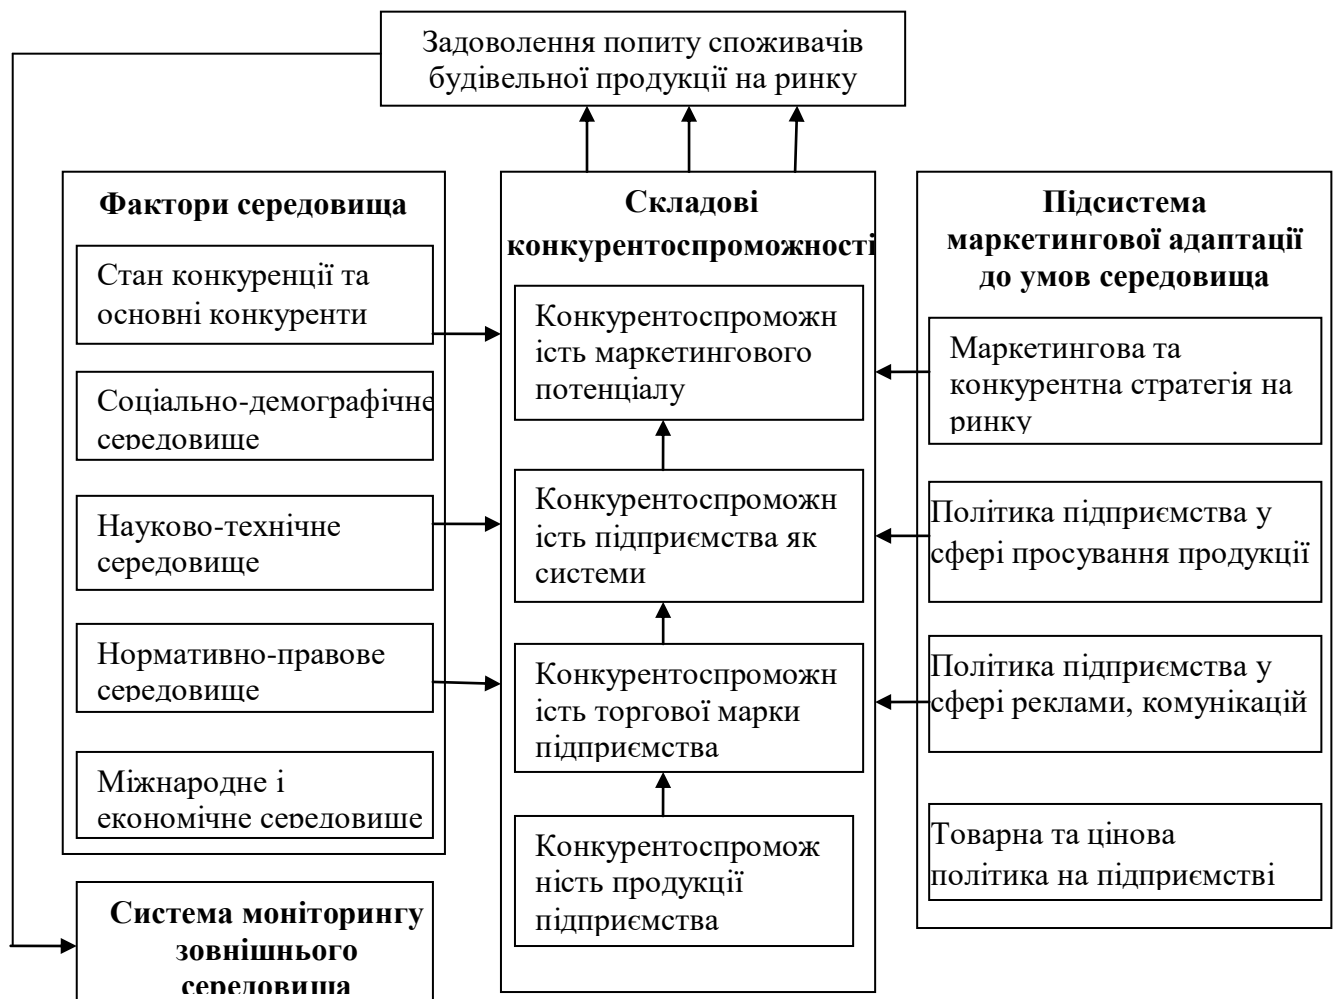 Задоволення попиту споживачів
будівельної продукції на ринку
Фактори середовища
Стан конкуренції та
основні конкуренти
Соціально-демографічне
середовище
Науково-технічне
середовище
Нормативно-правове
середовище
Міжнародне і
економічне середовище
Система моніторингу
зовнішнього
середовища
Складові
конкурентоспроможності
Конкурентоспроможн
ість маркетингового
потенціалу
Конкурентоспроможн
ість підприємства як
системи
Конкурентоспроможн
ість торгової марки
підприємства
Конкурентоспромож
ність продукції
підприємства
Підсистема
маркетингової адаптації
до умов середовища
Маркетингова та
конкурентна стратегія на
ринку
Політика підприємства у
сфері просування продукції
Політика підприємства у
сфері реклами, комунікацій
Товарна та цінова
політика на підприємстві